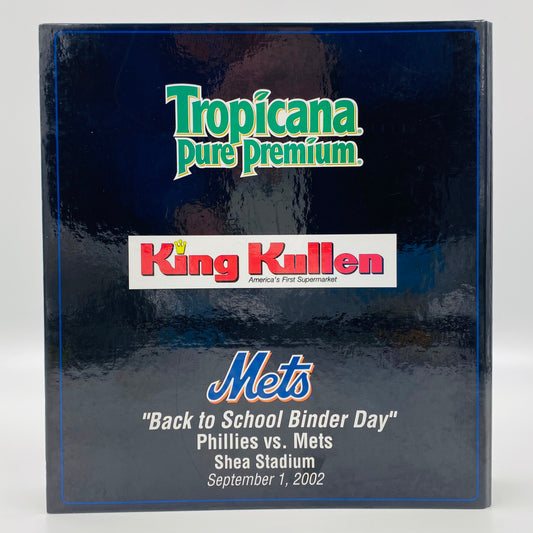 Tropicana®
Pure Premium®
King Kullen
America's First Supermarket
Mets
"Back to School Binder Day"
Phillies vs. Mets
Shea Stadium
September 1, 2002